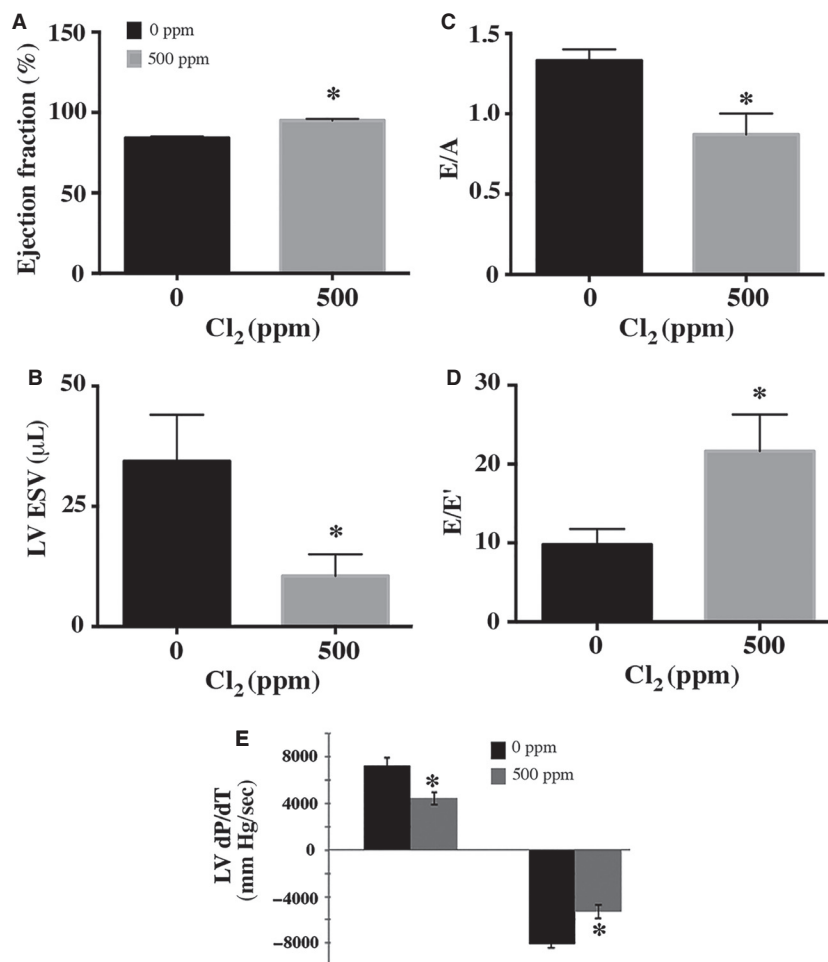 A
150
100
50
0
Ejection fraction (%)
0 ppm
500 ppm
*
0
500
Cl2 (ppm)
C
1.5
1.0
0.5
0
E/A
*
0
500
Cl2 (ppm)
B
50
25
0
LV ESV (µL)
*
0
500
Cl2 (ppm)
D
30
20
10
0
E/E'
*
0
500
Cl2 (ppm)
E
8000
4000
0
−4000
−8000
LV dP/dT
(mm Hg/sec)
0 ppm
500 ppm
*
*